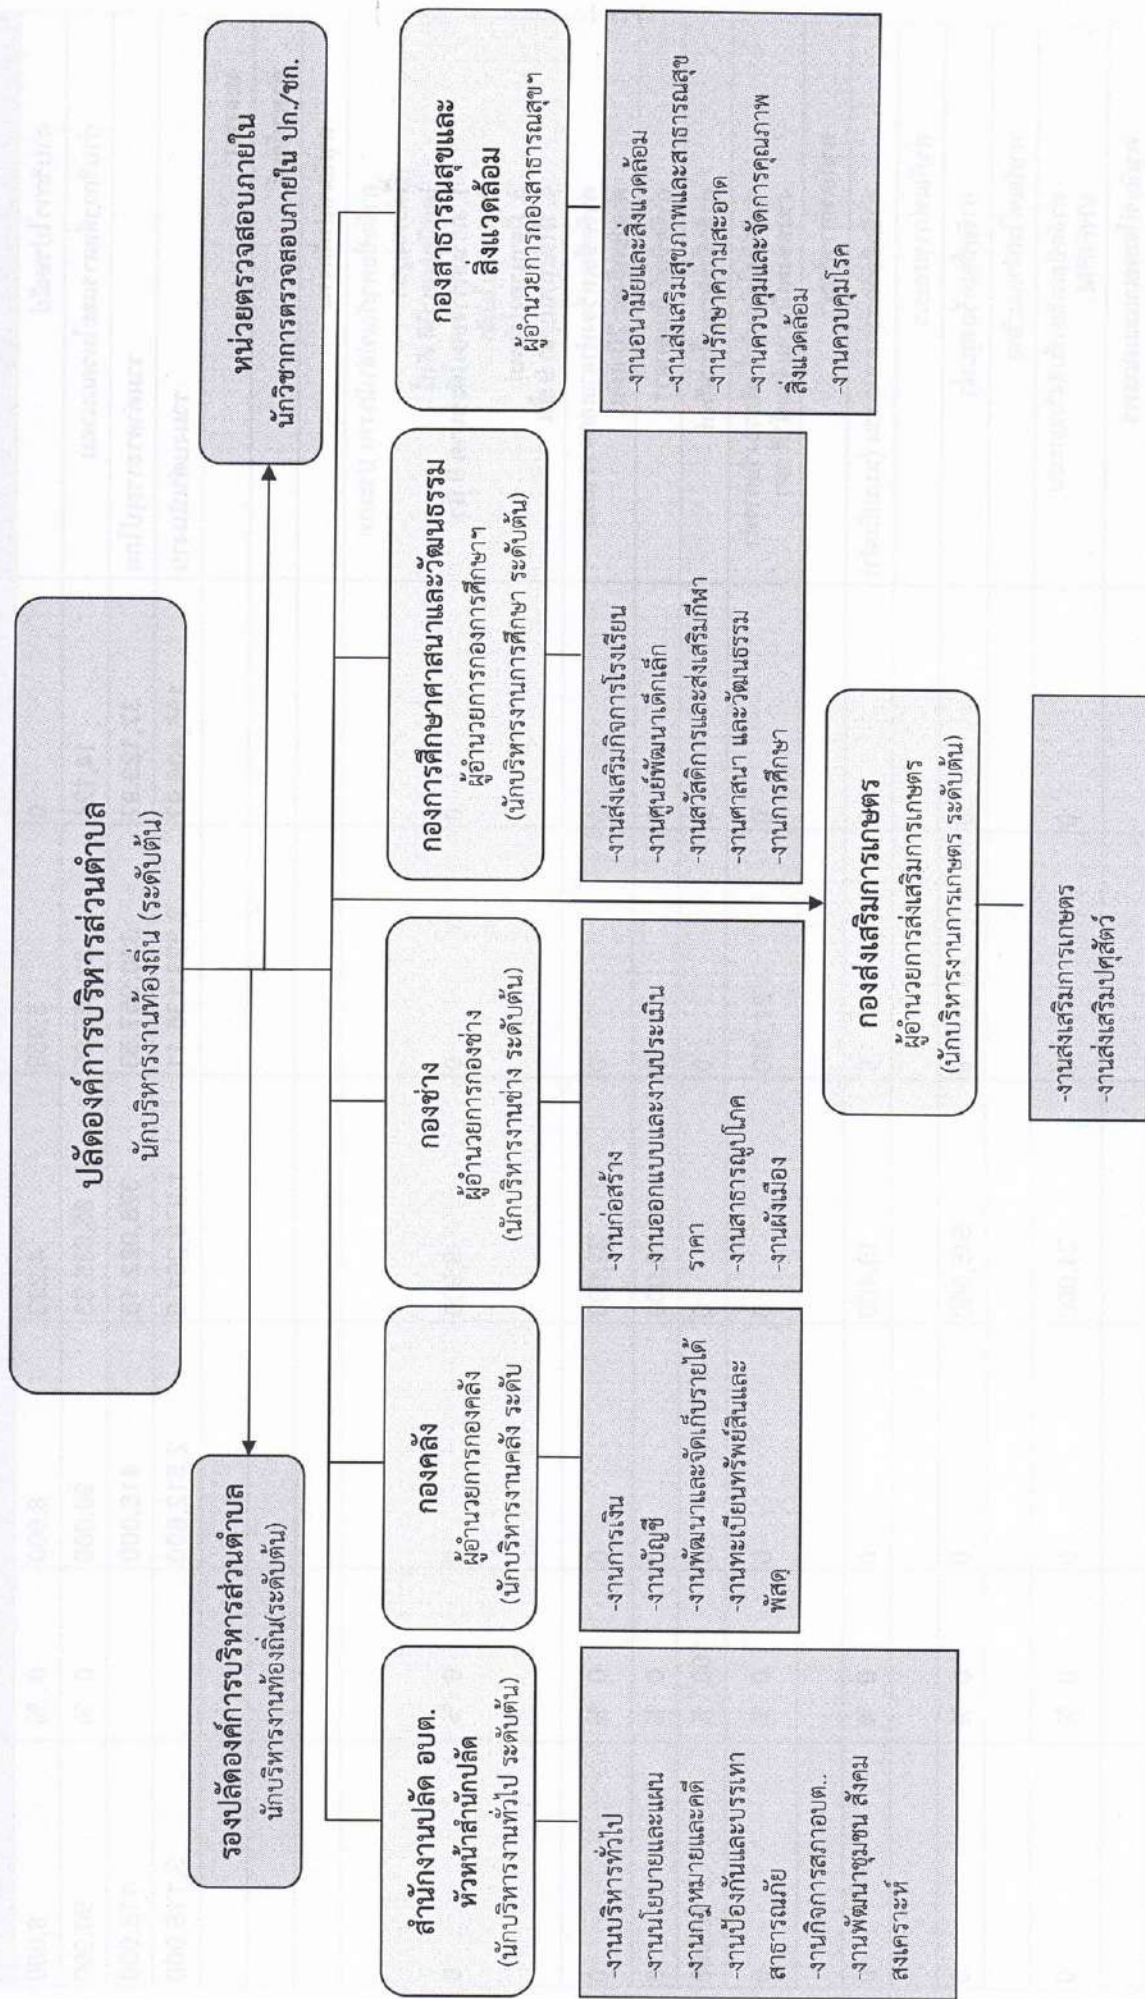 ปลัดองค์การบริหารส่วนตำบล
นักบริหารงานท้องถิ่น (ระดับต้น)
รองปลัดองค์การบริหารส่วนตำบล
นักบริหารงานท้องถิ่น(ระดับต้น)
หน่วยตรวจสอบภายใน
นักวิชาการตรวจสอบภายใน ปก./ชก.
สำนักงานปลัด อบต.
หัวหน้าสำนักปลัด
(นักบริหารงานทั่วไป ระดับต้น)
-งานบริหารทั่วไป
-งานนโยบายและแผน
-งานกฎหมายและคดี
-งานป้องกันและบรรเทา
สาธารณภัย
-งานกิจการสภาอบต..
-งานพัฒนาชุมชน สังคม
สงเคราะห์
กองคลัง
ผู้อำนวยการกองคลัง
(นักบริหารงานคลัง ระดับ
-งานการเงิน
-งานบัญชี
-งานพัฒนาและจัดเก็บรายได้
-งานทะเบียนทรัพย์สินและ
พัสดุ
กองช่าง
ผู้อำนวยการกองช่าง
(นักบริหารงานช่าง ระดับต้น)
-งานก่อสร้าง
-งานออกแบบและงานประเมิน
ราคา
-งานสาธารณูปโภค
-งานผังเมือง
กองการศึกษาศาสนาและวัฒนธรรม
ผู้อำนวยการกองการศึกษาฯ
(นักบริหารงานการศึกษา ระดับต้น)
-งานส่งเสริมกิจการโรงเรียน
-งานศูนย์พัฒนาเด็กเล็ก
-งานสวัสดิการและส่งเสริมกีฬา
-งานศาสนา และวัฒนธรรม
-งานการศึกษา
กองสาธารณสุขและ
สิ่งแวดล้อม
ผู้อำนวยการกองสาธารณสุขฯ
-งานอนามัยและสิ่งแวดล้อม
-งานส่งเสริมสุขภาพและสาธารณสุข
-งานรักษาความสะอาด
-งานควบคุมและจัดการคุณภาพ
สิ่งแวดล้อม
-งานควบคุมโรค
กองส่งเสริมการเกษตร
ผู้อำนวยการส่งเสริมการเกษตร
(นักบริหารงานการเกษตร ระดับต้น)
-งานส่งเสริมการเกษตร
-งานส่งเสริมปศุสัตว์